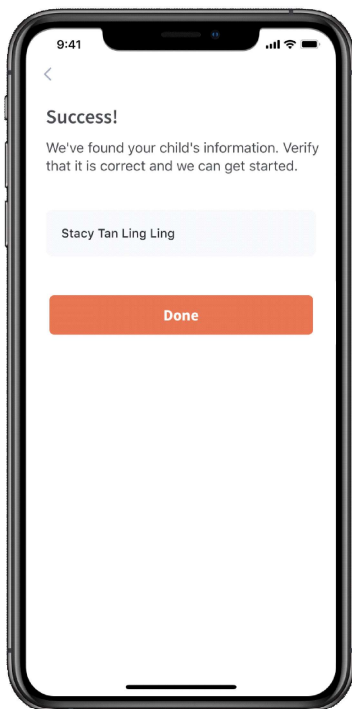 9:41
Success!
We've found your child's information. Verify
that it is correct and we can get started.
Stacy Tan Ling Ling
Done